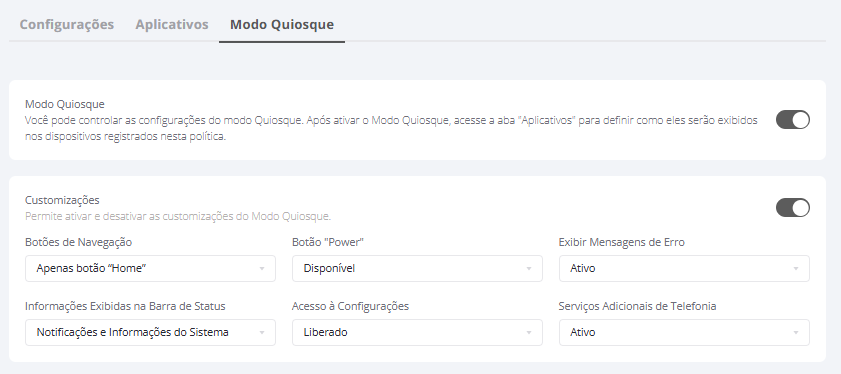 Configurações Aplicativos Modo Quiosque
Modo Quiosque
Você pode controlar as configurações do modo Quiosque. Após ativar o Modo Quiosque, acesse a aba "Aplicativos" para definir como eles serão exibidos
nos dispositivos registrados nesta política.
Customizações
Permite ativar e desativar as customizações do Modo Quiosque.
Botões de Navegação Botão "Power" Exibir Mensagens de Erro
Apenas botão “Home” Disponível Ativo
Informações Exibidas na Barra de Status Acesso à Configurações Serviços Adicionais de Telefonia
Notificações e Informações do Sistema Liberado Ativo